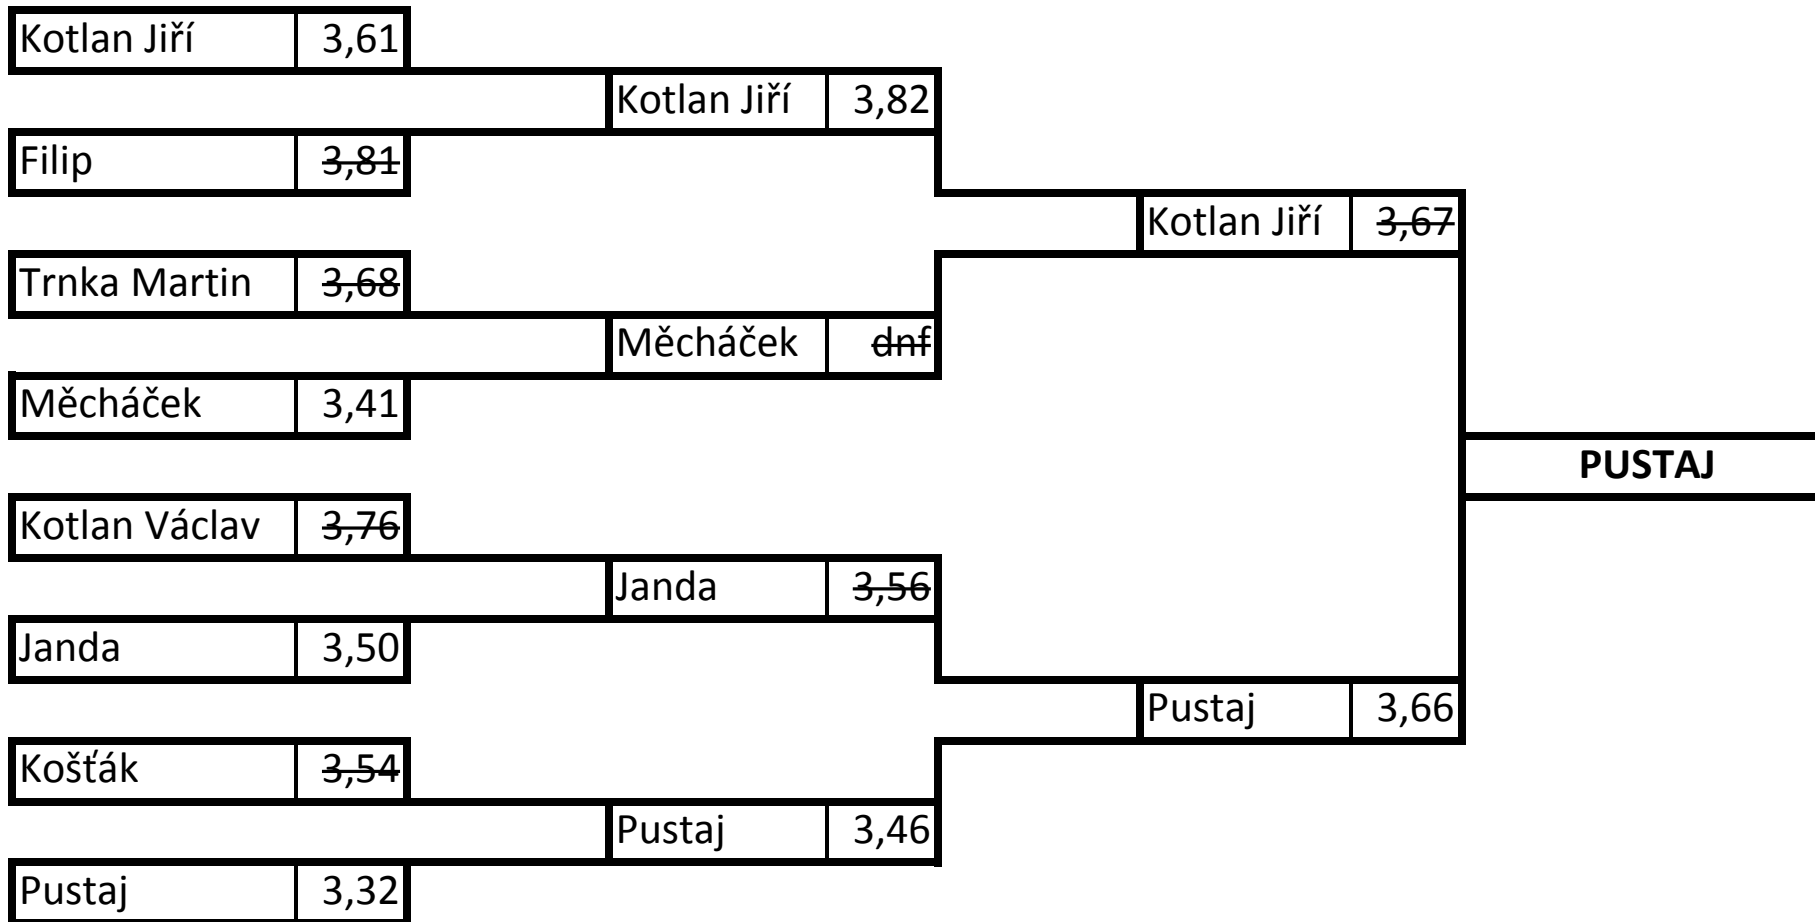 Kotlan Jiří 3,61
Kotlan Jiří 3,82
Filip 3,81
Kotlan Jiří 3,67
Trnka Martin 3,68
Měcháček dnf
Měcháček 3,41
PUSTAJ
Kotlan Václav 3,76
Janda 3,56
Janda 3,50
Pustaj 3,66
Košťák 3,54
Pustaj 3,46
Pustaj 3,32